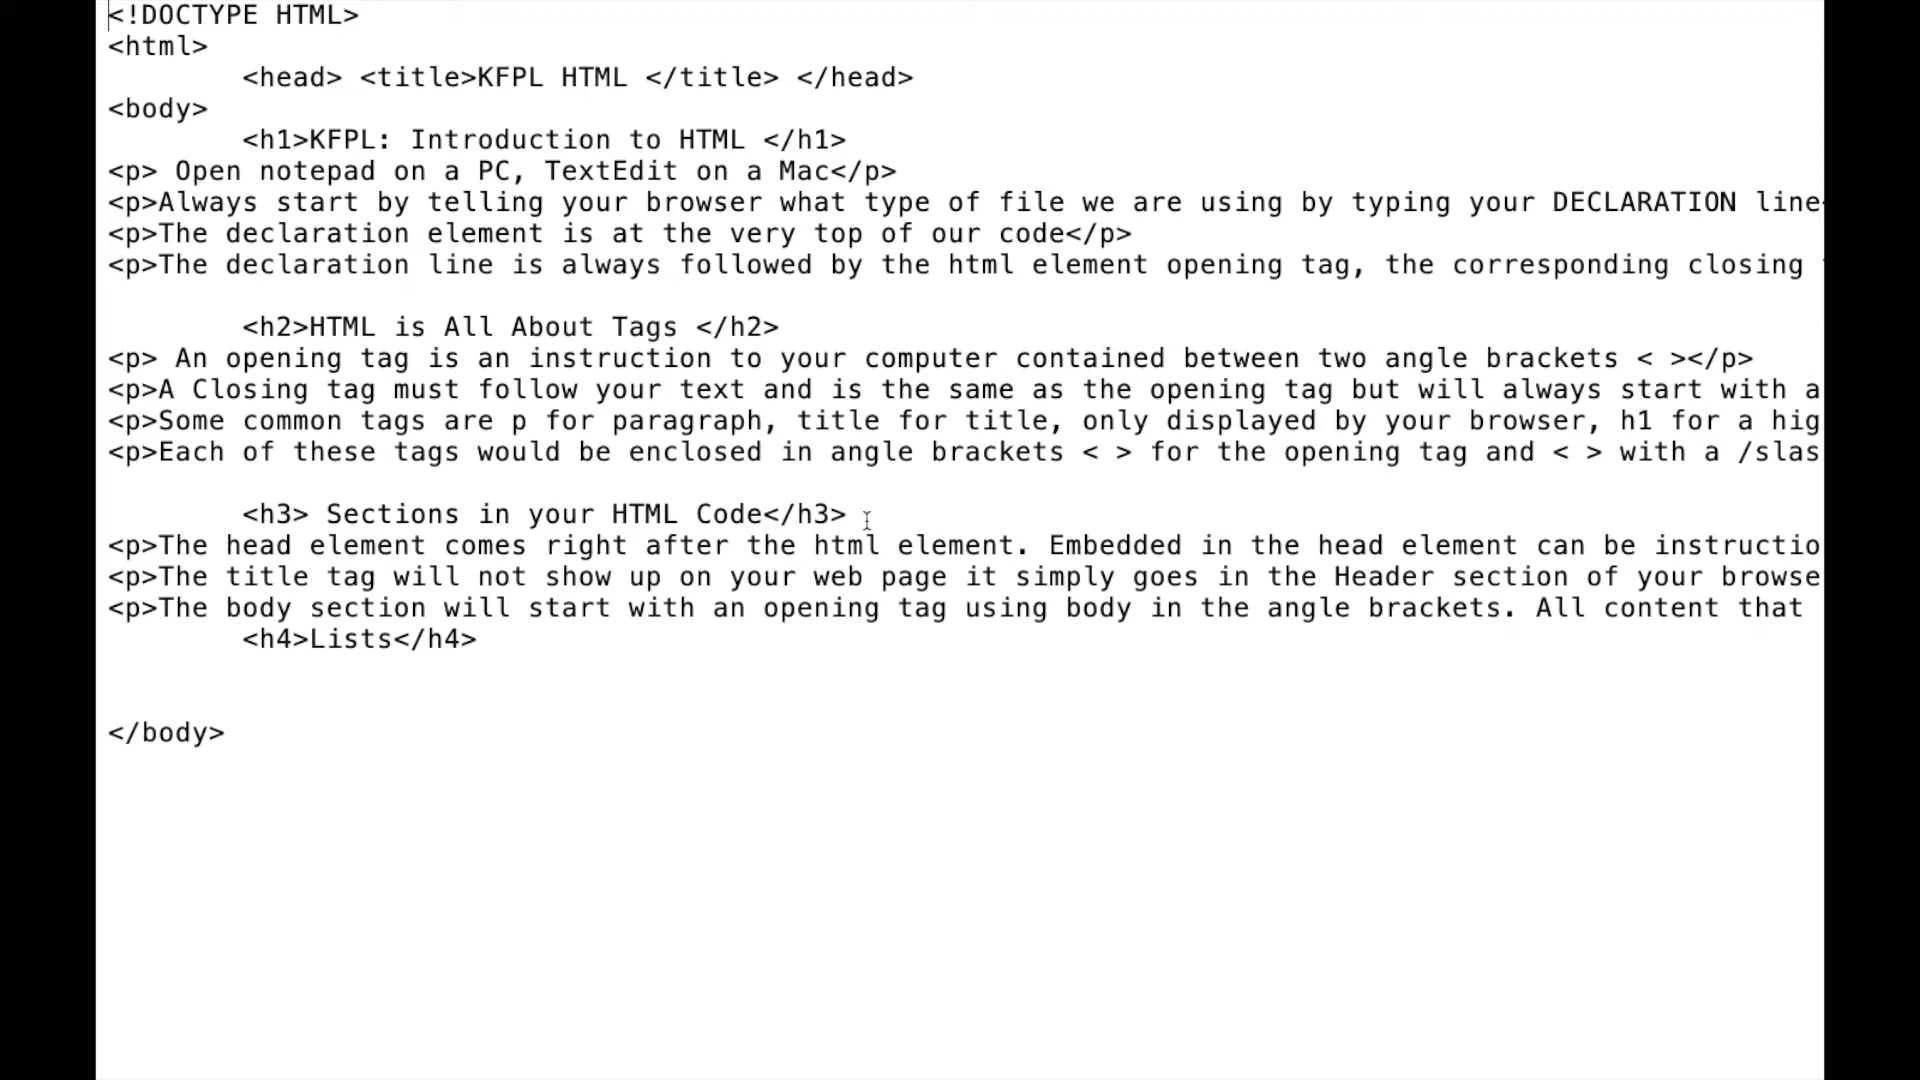 <!DOCTYPE HTML>
<html>
<head> <title>KFPL HTML </title> </head>
<body>
<h1>KFPL: Introduction to HTML </h1>
<p> Open notepad on a PC, TextEdit on a Mac</p>
<p>Always start by telling your browser what type of file we are using by typing your DECLARATION line
<p>The declaration element is at the very top of our code</p>
<p>The declaration line is always followed by the html element opening tag, the corresponding closing
<h2>HTML is All About Tags </h2>
<p> An opening tag is an instruction to your computer contained between two angle brackets < ></p>
<p>A Closing tag must follow your text and is the same as the opening tag but will always start with a
<p>Some common tags are p for paragraph, title for title, only displayed by your browser, h1 for a hig
<p>Each of these tags would be enclosed in angle brackets < > for the opening tag and < > with a /slas
<h3> Sections in your HTML Code</h3>
<p>The head element comes right after the html element. Embedded in the head element can be instructio
<p>The title tag will not show up on your web page it simply goes in the Header section of your browse
<p>The body section will start with an opening tag using body in the angle brackets. All content that
<h4>Lists</h4>
</body>